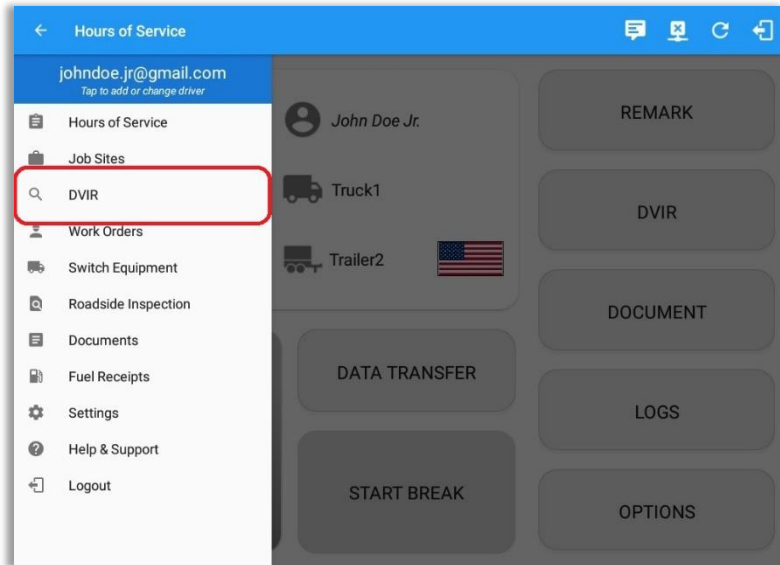 Hours of Service
johndoe.jr@gmail.com
Tap to add or change driver
Hours of Service
Job Sites
DVIR
Work Orders
Switch Equipment
Roadside Inspection
Documents
Fuel Receipts
Settings
Help & Support
Logout
John Doe Jr.
Truck1
Trailer2
DATA TRANSFER
START BREAK
REMARK
DVIR
DOCUMENT
LOGS
OPTIONS